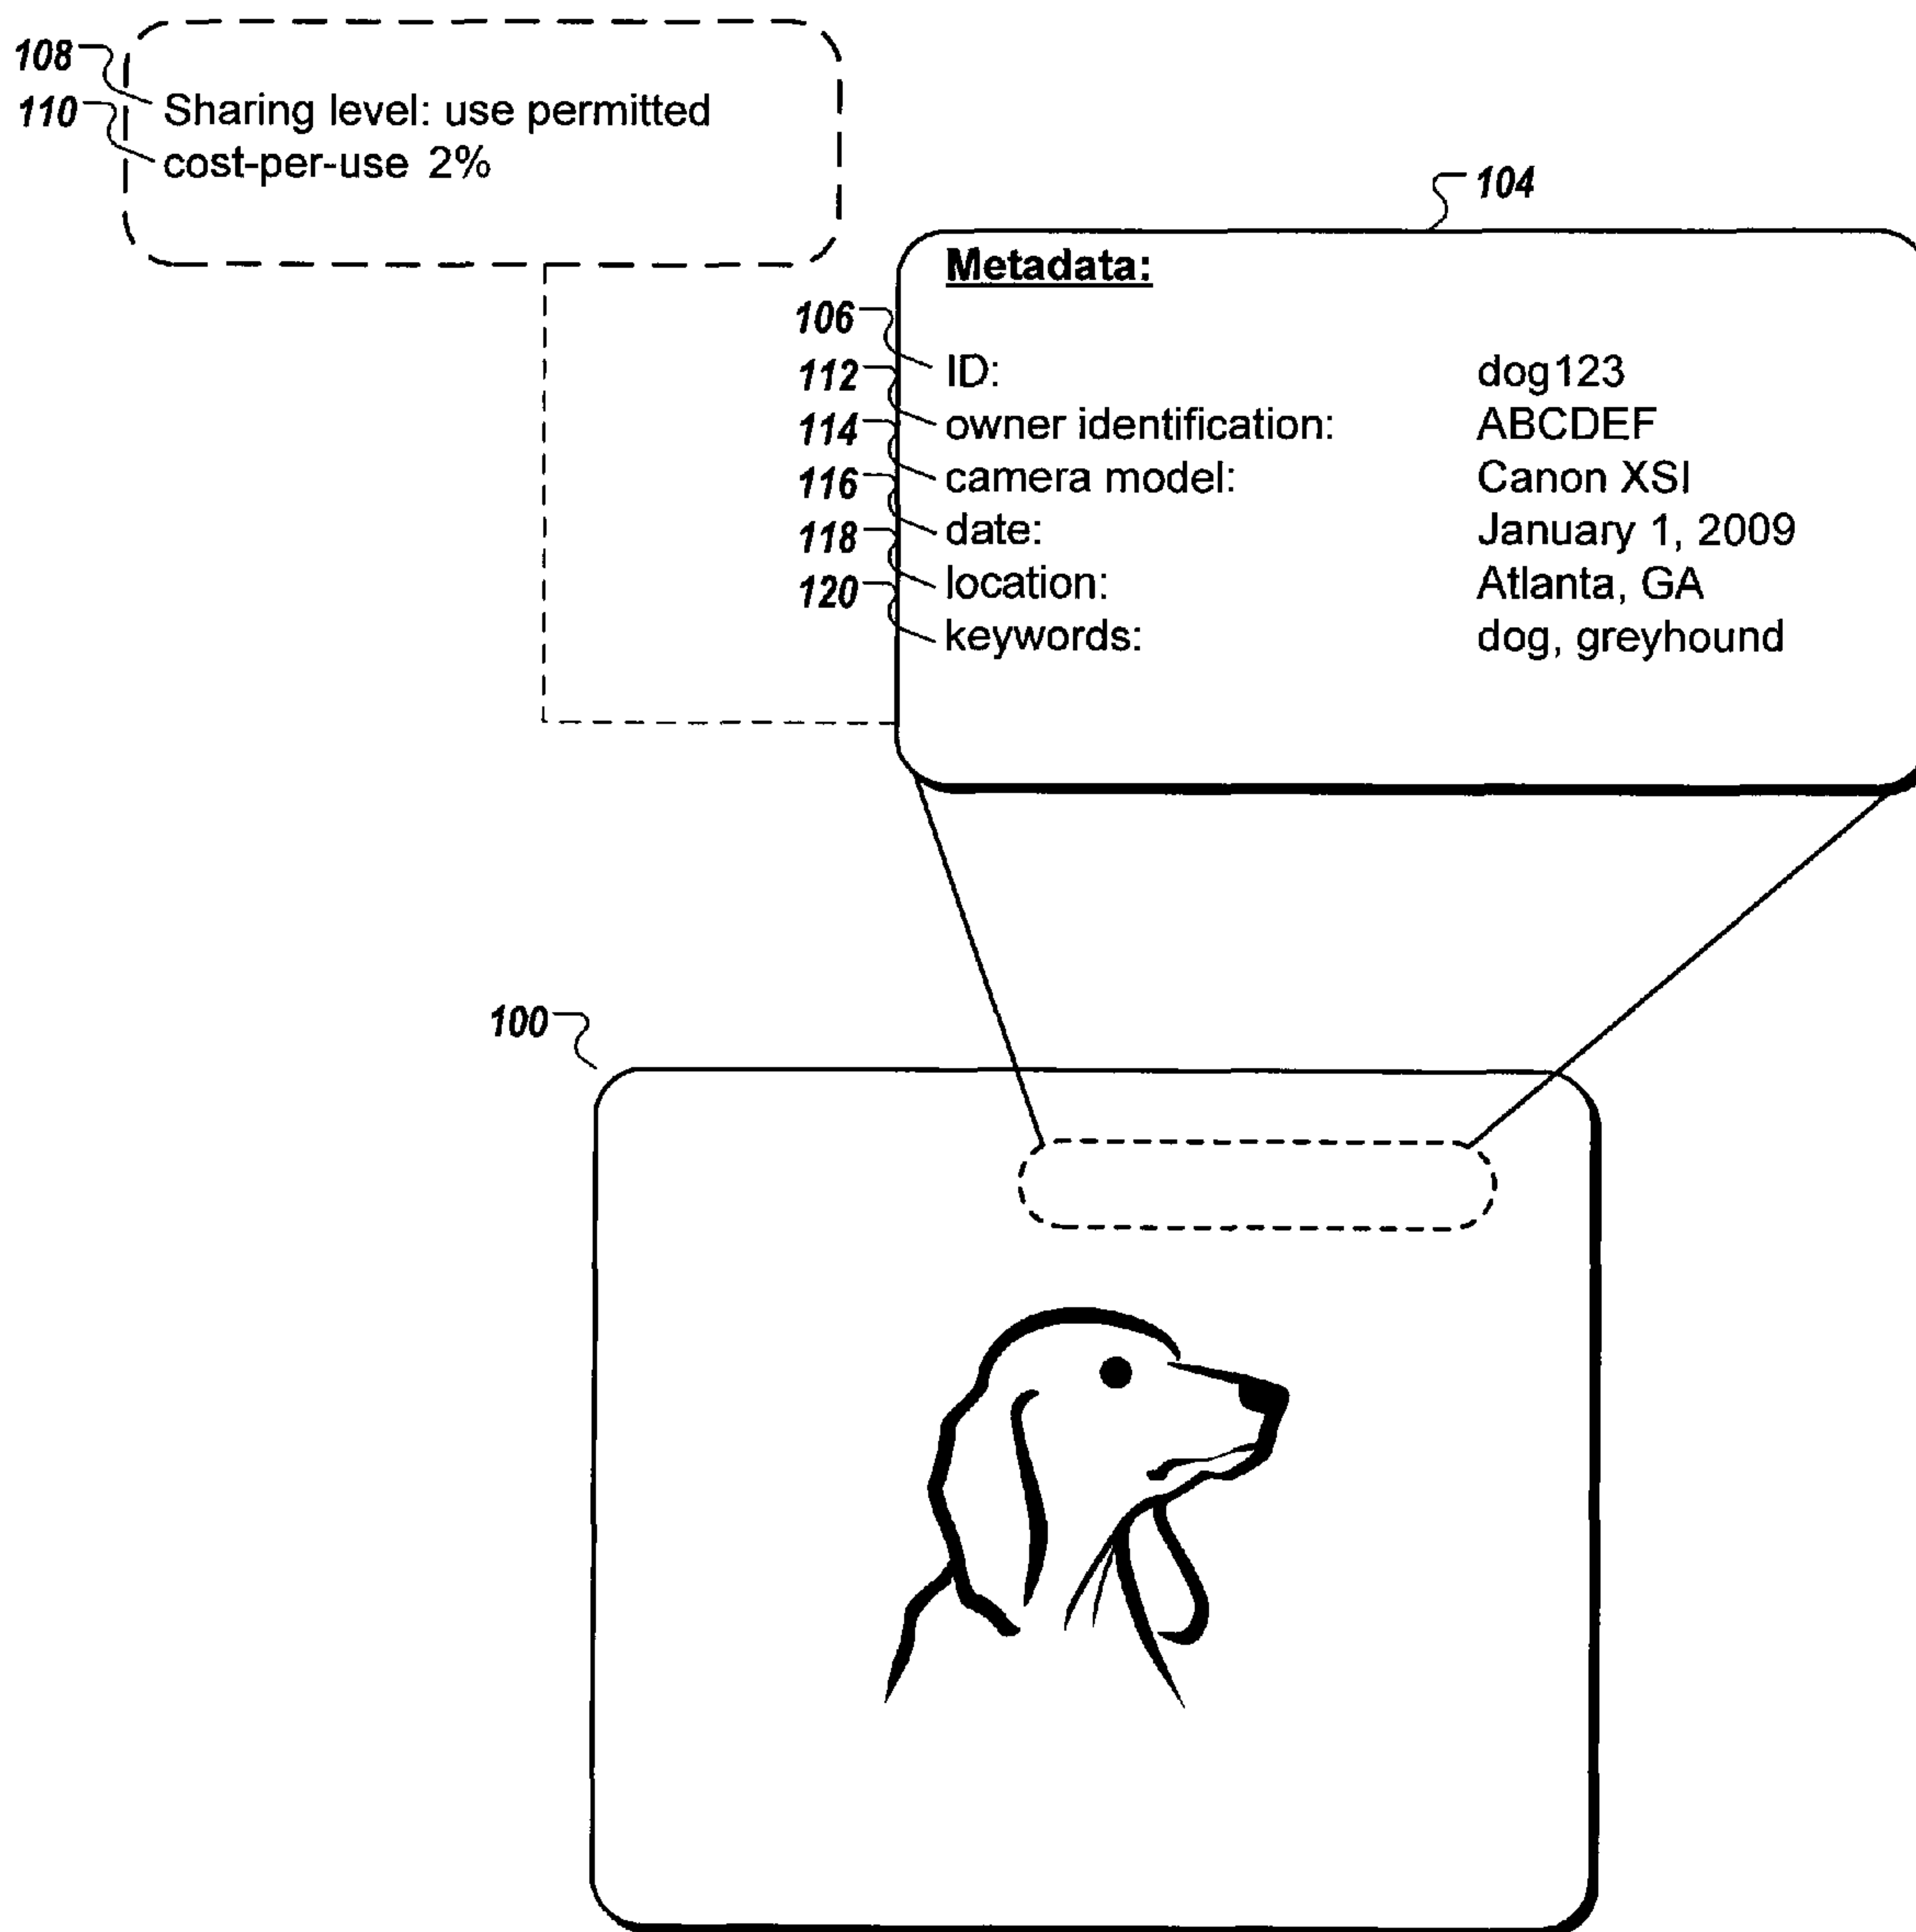 108
Sharing level: use permitted
110
cost-per-use 2%
104
Metadata:
106
ID: dog123
112
owner identification: ABCDEF
114
camera model: Canon XSI
116
date: January 1, 2009
118
location: Atlanta, GA
120
keywords: dog, greyhound
100